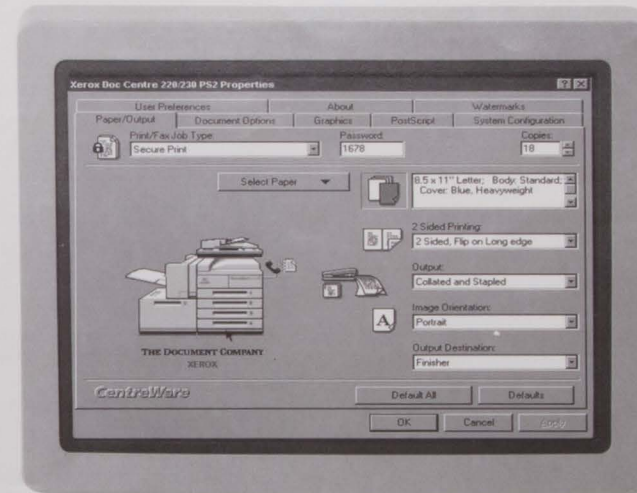 Xerox Doc Centre 220/230 PS2 Properties
User Preferences About Watermarks
Paper/Output Document Options Graphics PostScript System Configuration
Print/Fax Job Type: Password: Copies:
Secure Print 1678 18
Select Paper
8.5 x 11" Letter; Body: Standard;
Cover: Blue, Heavyweight
2 Sided Printing:
2 Sided, Flip on Long edge
Output:
Collated and Stapled
Image Orientation:
A Portrait
Output Destination:
Finisher
THE DOCUMENT COMPANY
XEROX
CentreWare
Default All Defaults
OK Cancel Apply